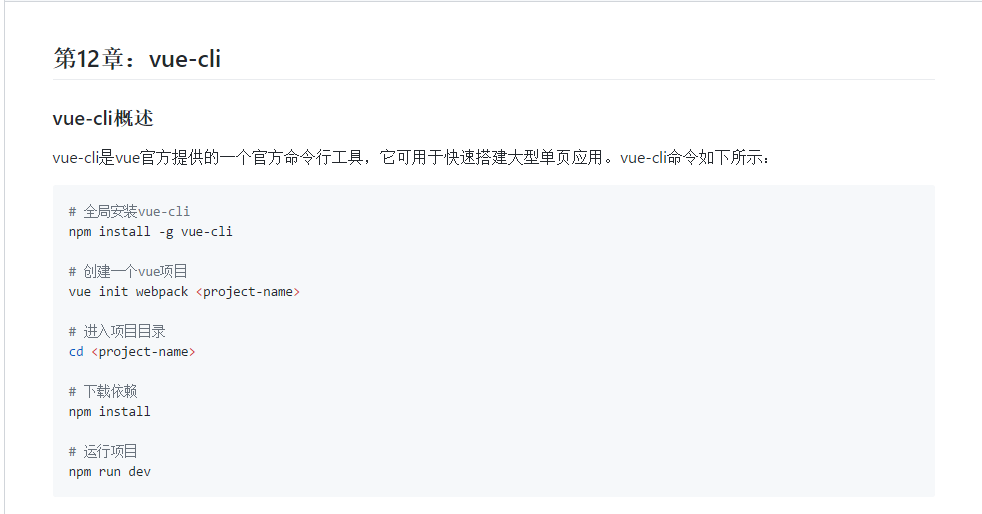 第12章：vue-cli
vue-cli概述
vue-cli是vue官方提供的一个官方命令行工具，它可用于快速搭建大型单页应用。vue-cli命令如下所示：
# 全局安装vue-cli
npm install -g vue-cli
# 创建一个vue项目
vue init webpack <project-name>
# 进入项目目录
cd <project-name>
# 下载依赖
npm install
# 运行项目
npm run dev